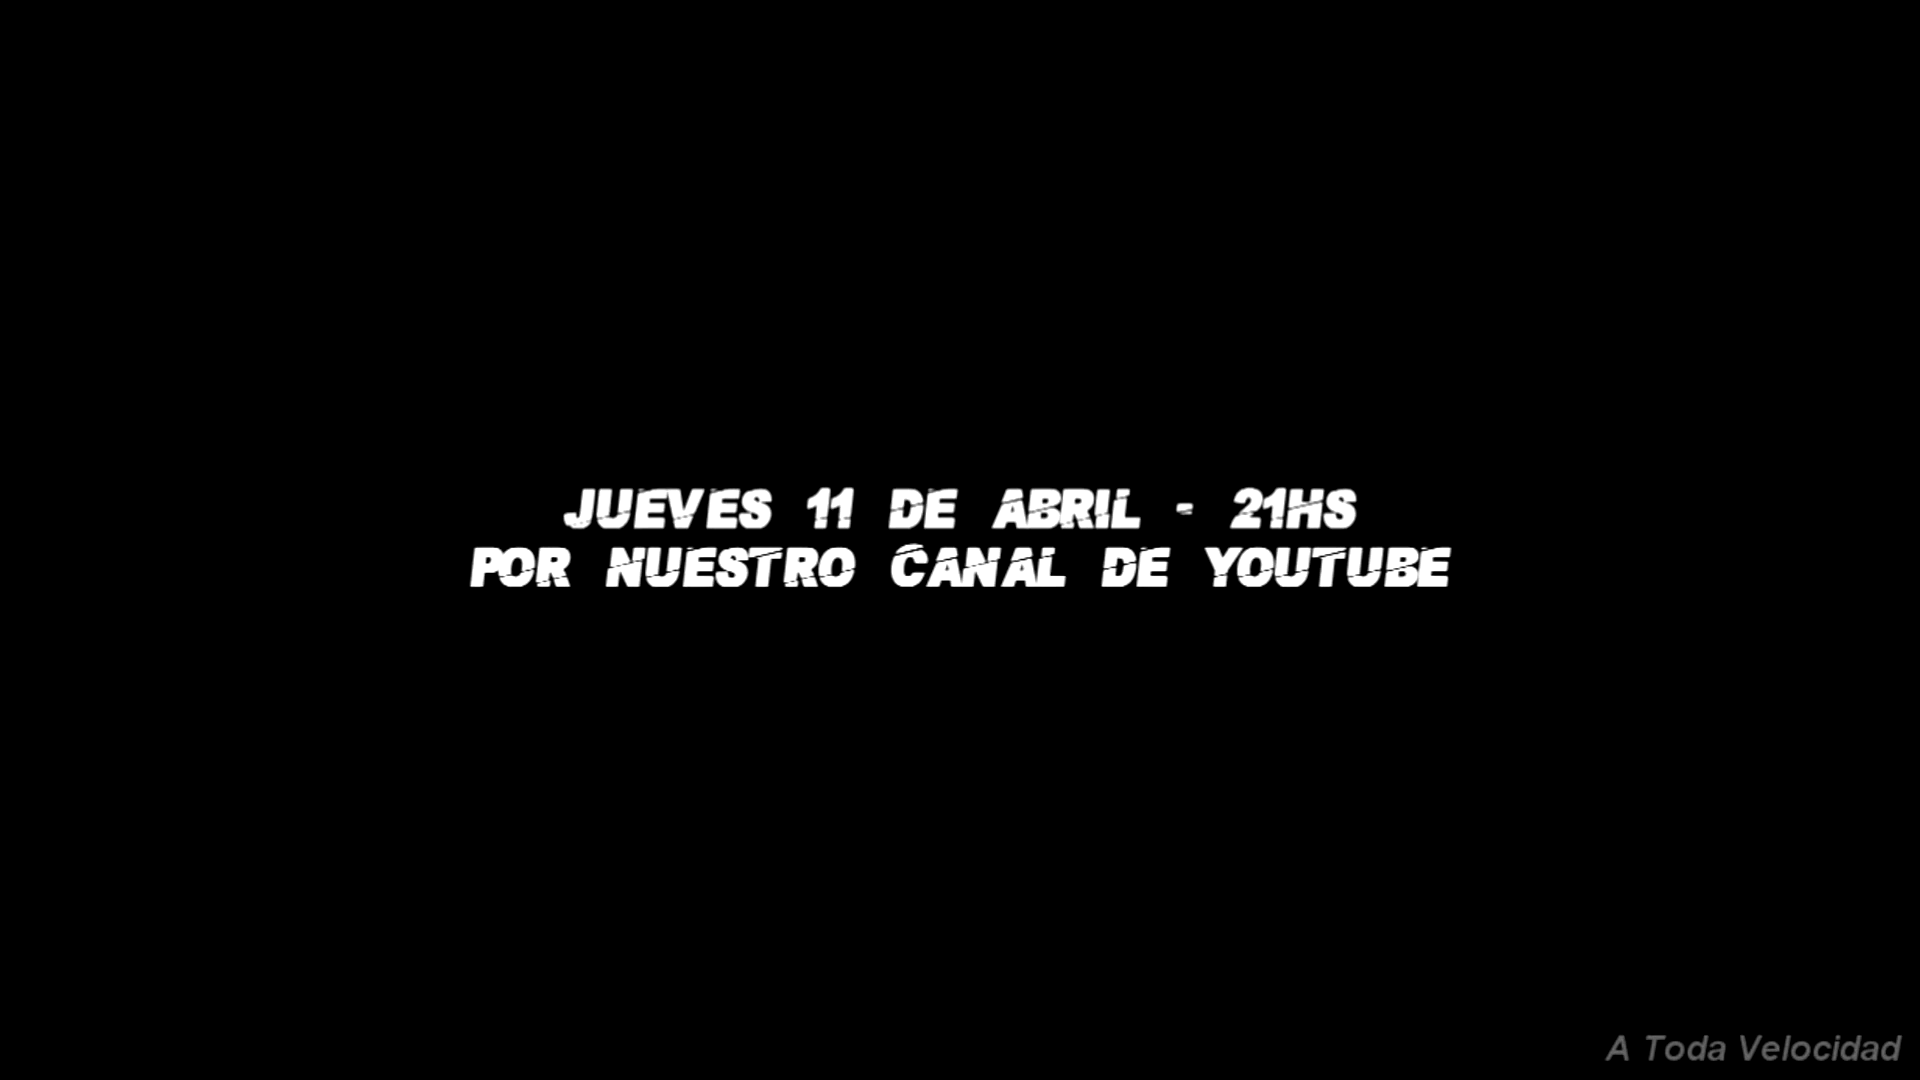 JUEVES 11 DE ABRIL - 21HS
POR NUESTRO CANAL DE YOUTUBE
A Toda Velocidad